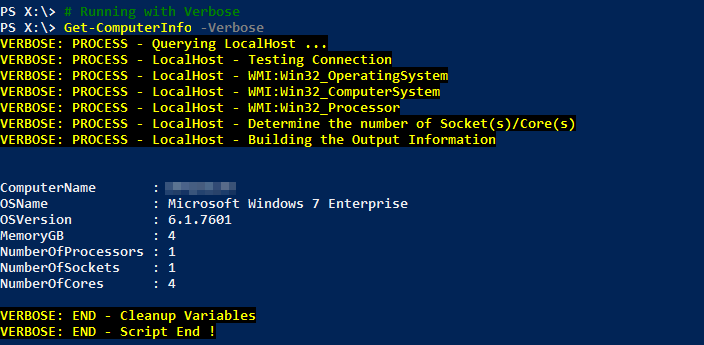 PS X:\> # Running with Verbose
PS X:\> Get-ComputerInfo -Verbose
VERBOSE: PROCESS - Querying LocalHost ...
VERBOSE: PROCESS - LocalHost - Testing Connection
VERBOSE: PROCESS - LocalHost - WMI:Win32_OperatingSystem
VERBOSE: PROCESS - LocalHost - WMI:Win32_ComputerSystem
VERBOSE: PROCESS - LocalHost - WMI:Win32_Processor
VERBOSE: PROCESS - LocalHost - Determine the number of Socket(s)/Core(s)
VERBOSE: PROCESS - LocalHost - Building the Output Information
ComputerName       :
OSName             : Microsoft Windows 7 Enterprise
OSVersion          : 6.1.7601
MemoryGB           : 4
NumberOfProcessors : 1
NumberOfSockets    : 1
NumberOfCores      : 4
VERBOSE: END - Cleanup Variables
VERBOSE: END - Script End !